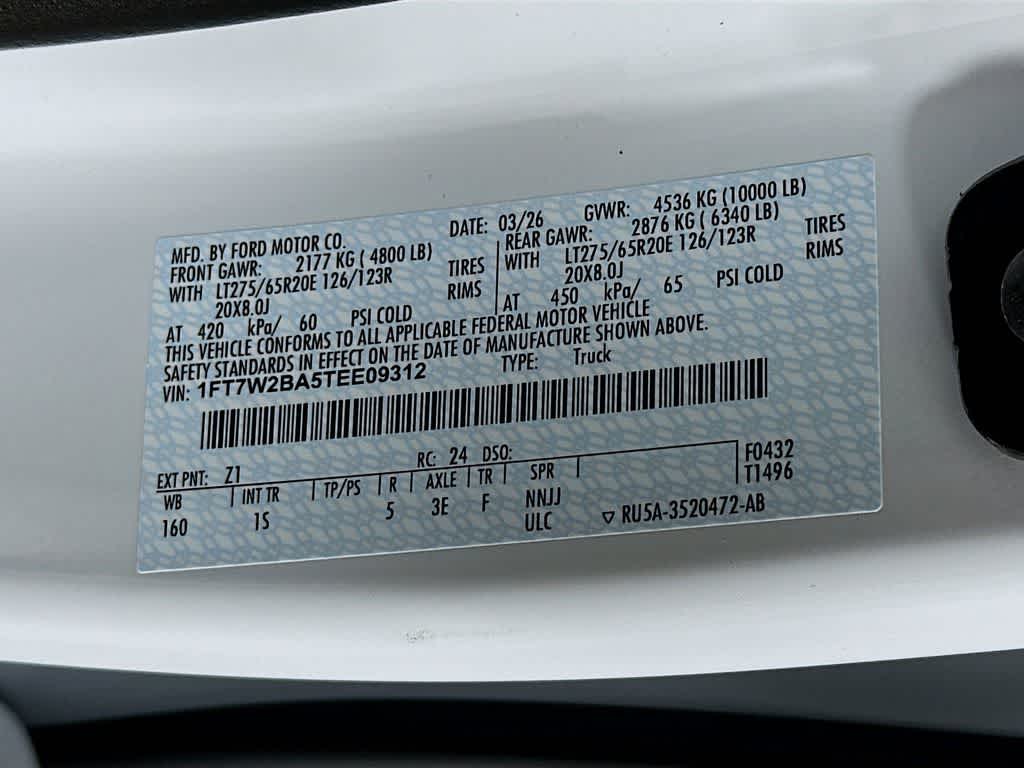 MFD. BY FORD MOTOR CO. DATE: 03/26 GVWR: 4536 KG (10000 LB)
FRONT GAWR: 2177 KG ( 4800 LB) REAR GAWR: 2876 KG ( 6340 LB)
WITH LT275/65R20E 126/123R TIRES WITH LT275/65R20E 126/123R TIRES
20X8.0J RIMS 20X8.0J RIMS
AT 420 kPa/ 60 PSI COLD AT 450 kPa/ 65 PSI COLD
THIS VEHICLE CONFORMS TO ALL APPLICABLE FEDERAL MOTOR VEHICLE
SAFETY STANDARDS IN EFFECT ON THE DATE OF MANUFACTURE SHOWN ABOVE.
VIN: 1FT7W2BA5TEE09312 TYPE: Truck
EXT PNT: Z1 RC: 24 DSO: F0432
WB INT TR TP/PS R AXLE TR SPR T1496
160 1S 5 3E F NNJJ
ULC ▽ RU5A-3520472-AB